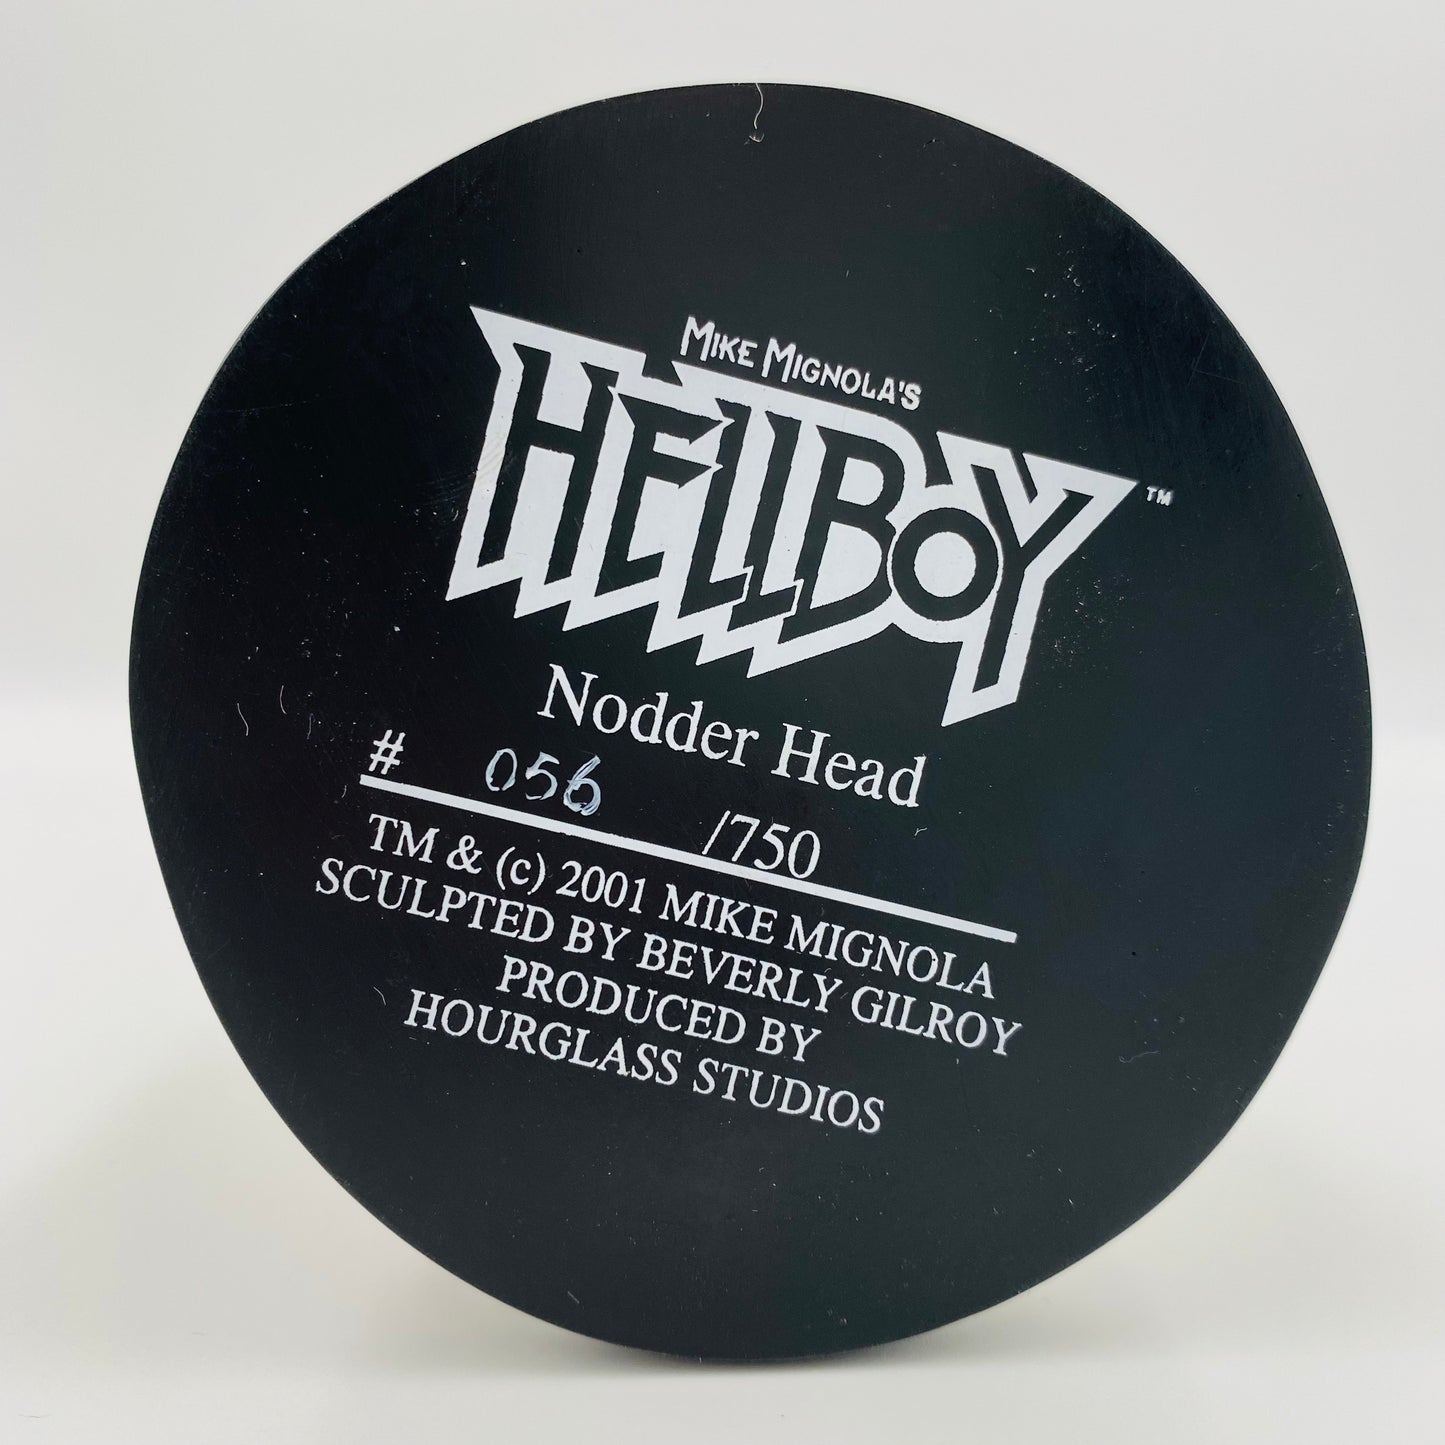 MIKE MIGNOLA'S
HELLBOY™
Nodder Head
# 056 /750
TM & (c) 2001 MIKE MIGNOLA
SCULPTED BY BEVERLY GILROY
PRODUCED BY
HOURGLASS STUDIOS